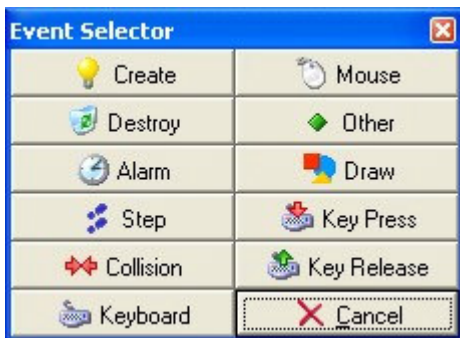 Event Selector
Create
Mouse
Destroy
Other
Alarm
Draw
Step
Key Press
Collision
Key Release
Keyboard
Cancel